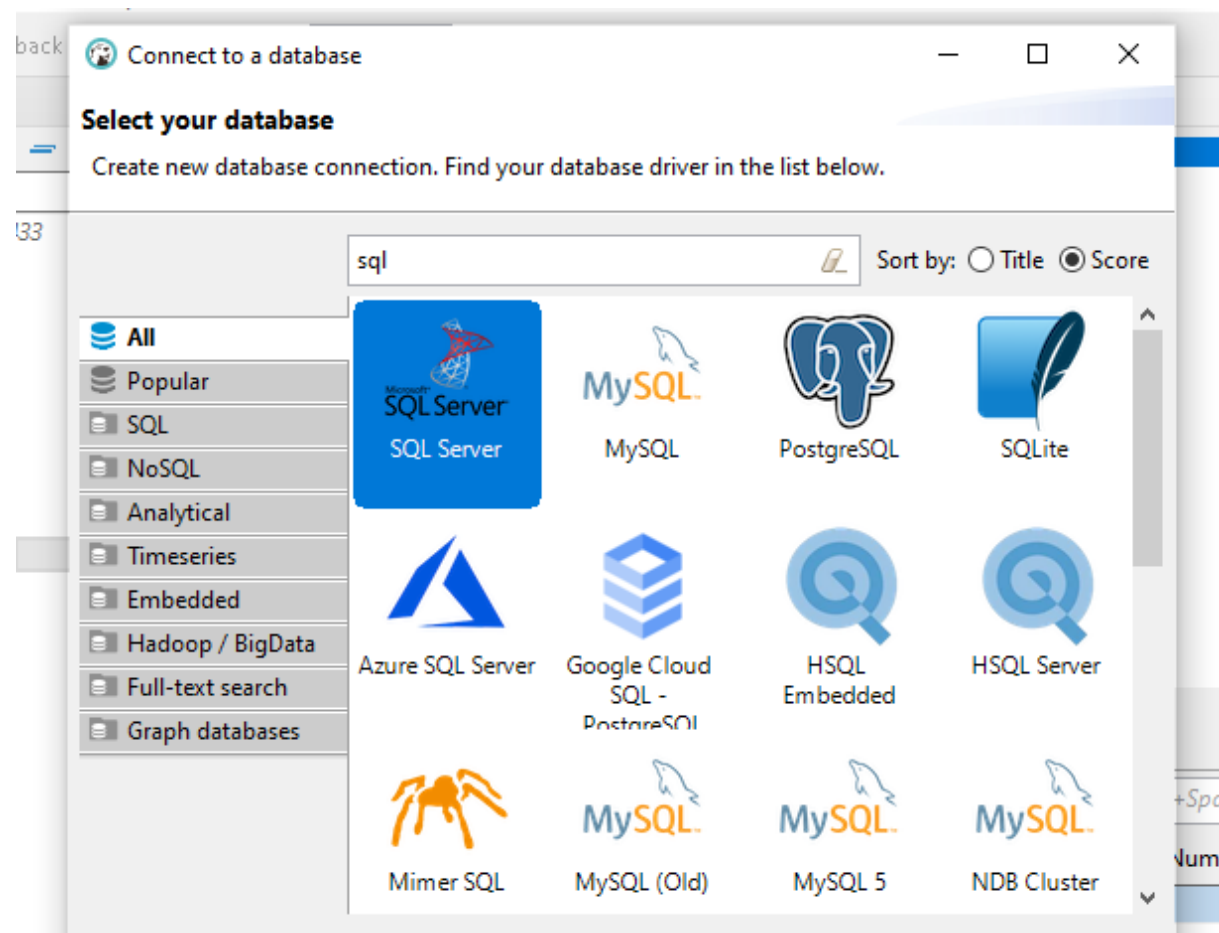 back
Connect to a database
Select your database
Create new database connection. Find your database driver in the list below.
433
sql
Sort by: Title Score
All
Popular
SQL
NoSQL
Analytical
Timeseries
Embedded
Hadoop / BigData
Full-text search
Graph databases
Microsoft
SQL Server
SQL Server
MySQL
MySQL
PostgreSQL
SQLite
Azure SQL Server
Google Cloud
SQL -
PostgreSQL
HSQL
Embedded
HSQL Server
Mimer SQL
MySQL
MySQL (Old)
MySQL
MySQL 5
MySQL
NDB Cluster
+Spa
Num